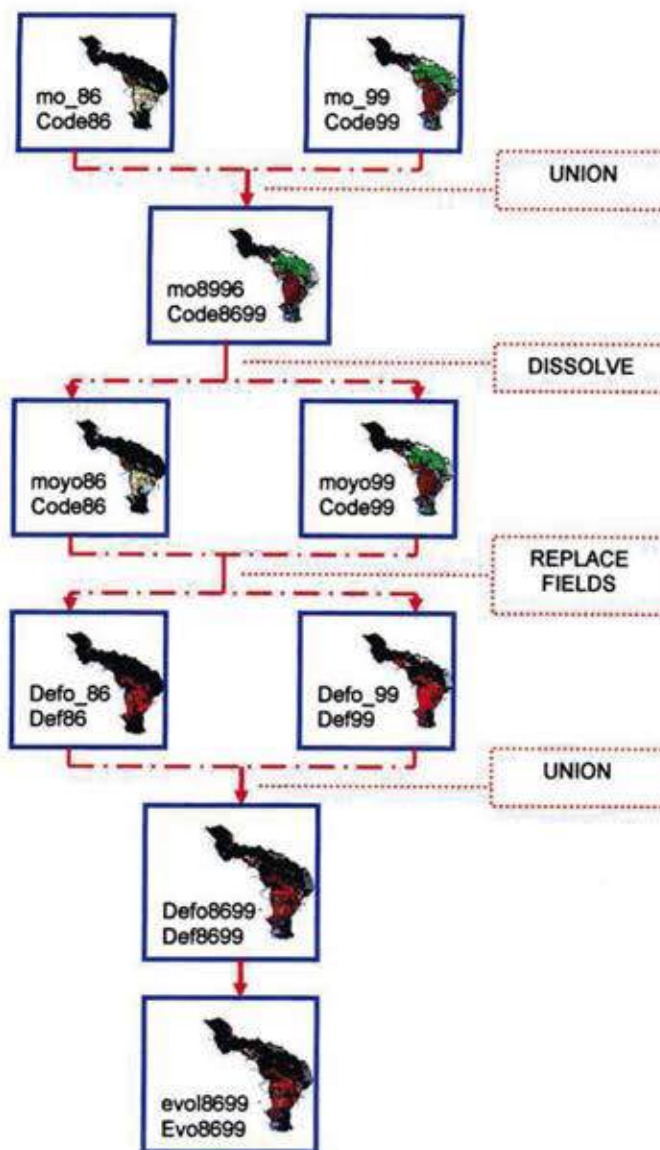 mo_86
Code86
mo_99
Code99
UNION
mo8996
Code8699
DISSOLVE
moyo86
Code86
moyo99
Code99
REPLACE
FIELDS
Defo_86
Def86
Defo_99
Def99
UNION
Defo8699
Def8699
evol8699
Evo8699